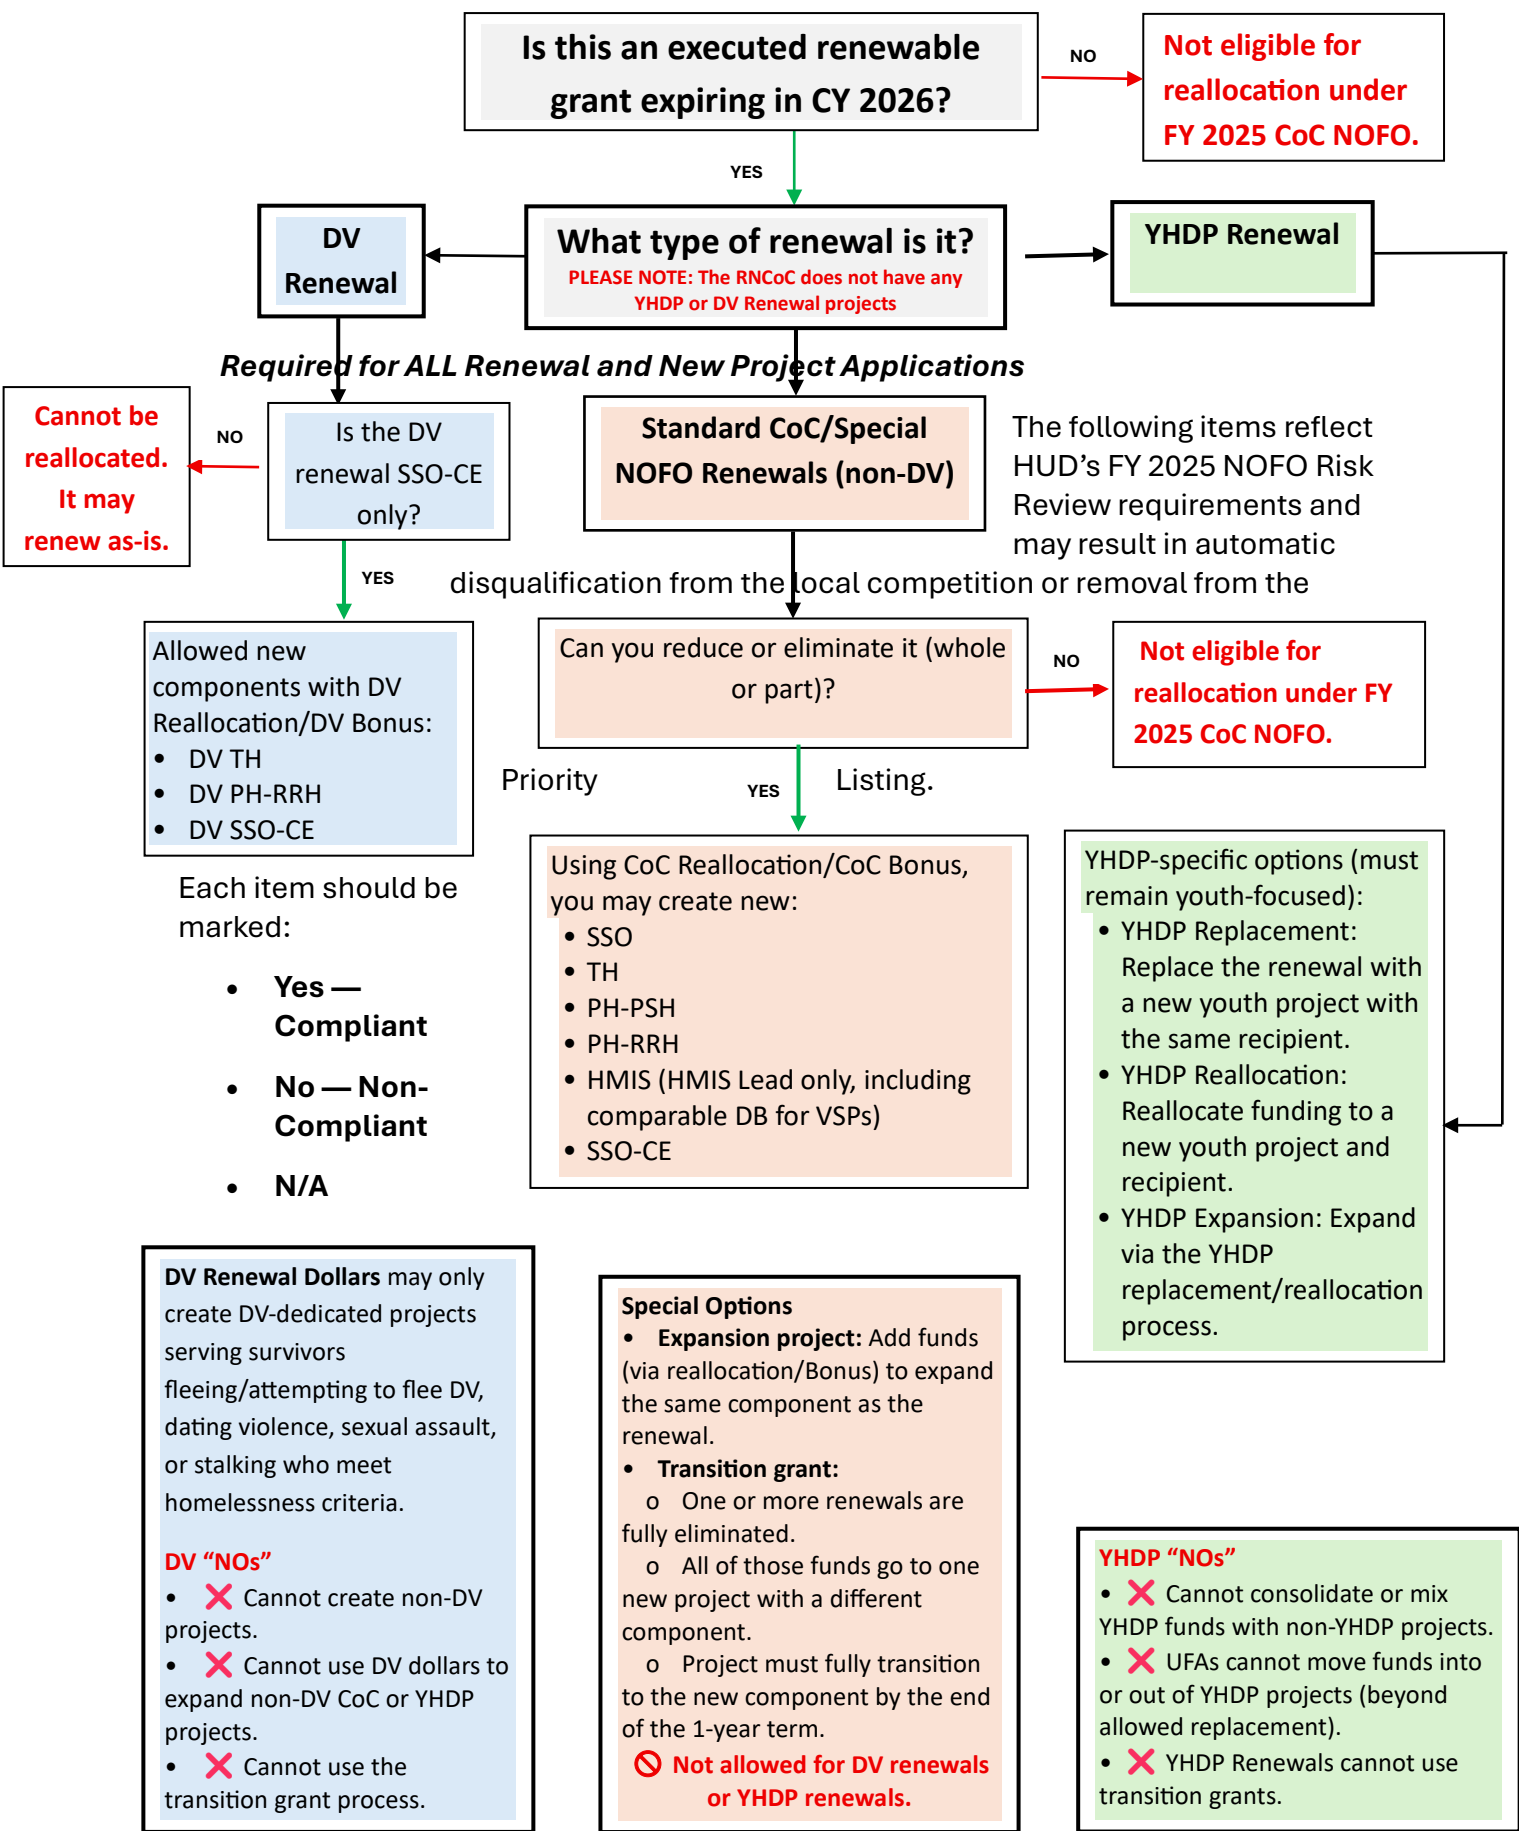 Is this an executed renewable
grant expiring in CY 2026?
NO
Not eligible for
reallocation under
FY 2025 CoC NOFO.
YES
DV
Renewal
What type of renewal is it?
PLEASE NOTE: The RNCoC does not have any
YHDP or DV Renewal projects
YHDP Renewal
Required for ALL Renewal and New Project Applications
Cannot be
reallocated.
It may
renew as-is.
NO
Is the DV
renewal SSO-CE
only?
Standard CoC/Special
NOFO Renewals (non-DV)
The following items reflect
HUD’s FY 2025 NOFO Risk
Review requirements and
may result in automatic
disqualification from the local competition or removal from the
YES
Allowed new
components with DV
Reallocation/DV Bonus:
• DV TH
• DV PH-RRH
• DV SSO-CE
Can you reduce or eliminate it (whole
or part)?
NO
Not eligible for
reallocation under FY
2025 CoC NOFO.
Priority
YES
Listing.
Each item should be
marked:
• Yes —
Compliant
• No — Non-
Compliant
• N/A
Using CoC Reallocation/CoC Bonus,
you may create new:
• SSO
• TH
• PH-PSH
• PH-RRH
• HMIS (HMIS Lead only, including
comparable DB for VSPs)
• SSO-CE
YHDP-specific options (must
remain youth-focused):
• YHDP Replacement:
Replace the renewal with
a new youth project with
the same recipient.
• YHDP Reallocation:
Reallocate funding to a
new youth project and
recipient.
• YHDP Expansion: Expand
via the YHDP
replacement/reallocation
process.
DV Renewal Dollars may only
create DV-dedicated projects
serving survivors
fleeing/attempting to flee DV,
dating violence, sexual assault,
or stalking who meet
homelessness criteria.
DV “NOs”
• ❌ Cannot create non-DV
projects.
• ❌ Cannot use DV dollars to
expand non-DV CoC or YHDP
projects.
• ❌ Cannot use the
transition grant process.
Special Options
• Expansion project: Add funds
(via reallocation/Bonus) to expand
the same component as the
renewal.
• Transition grant:
o One or more renewals are
fully eliminated.
o All of those funds go to one
new project with a different
component.
o Project must fully transition
to the new component by the end
of the 1-year term.
🚫 Not allowed for DV renewals
or YHDP renewals.
YHDP “NOs”
• ❌ Cannot consolidate or mix
YHDP funds with non-YHDP projects.
• ❌ UFAs cannot move funds into
or out of YHDP projects (beyond
allowed replacement).
• ❌ YHDP Renewals cannot use
transition grants.